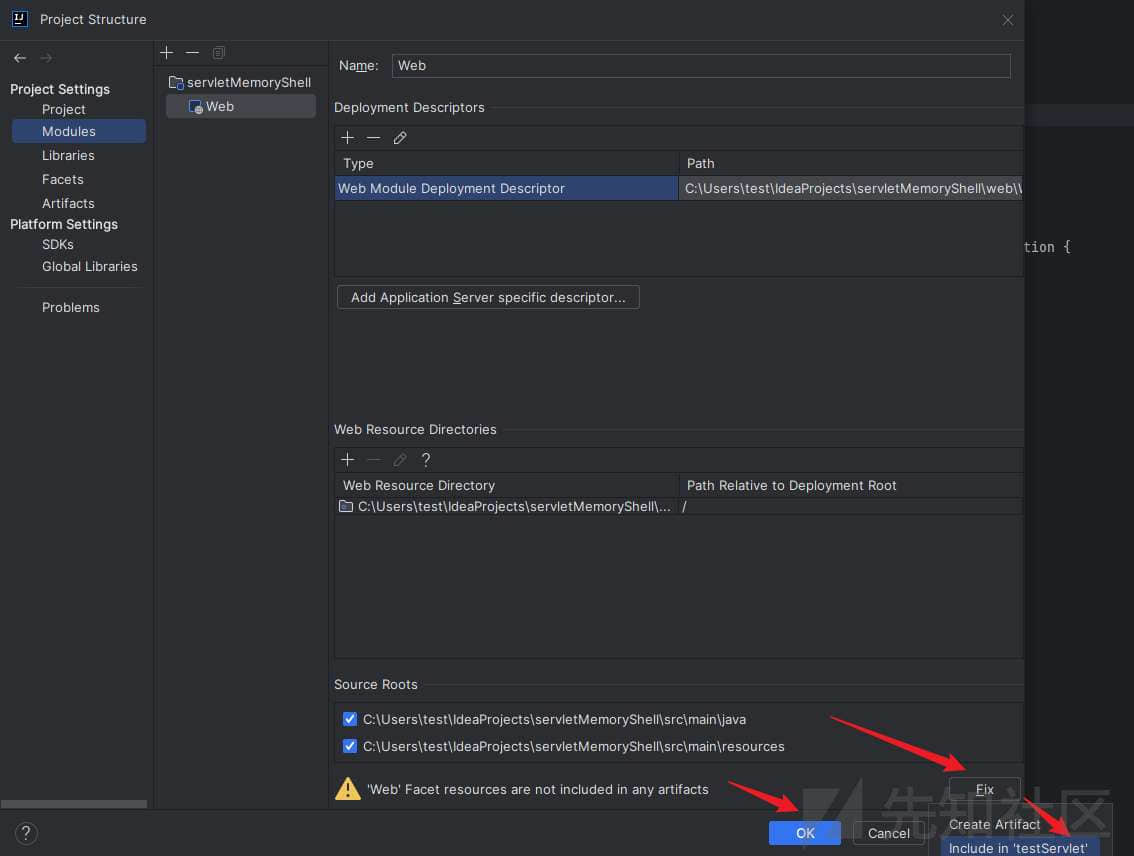 Project Structure
Project Settings
Project
Modules
Libraries
Facets
Artifacts
Platform Settings
SDKs
Global Libraries
Problems
servletMemoryShell
Web
Name: Web
Deployment Descriptors
Type Path
Web Module Deployment Descriptor C:\Users\test\IdeaProjects\servletMemoryShell\web\\
Add Application Server specific descriptor...
tion {
Web Resource Directories
?
Web Resource Directory Path Relative to Deployment Root
C:\Users\test\IdeaProjects\servletMemoryShell\... /
Source Roots
C:\Users\test\IdeaProjects\servletMemoryShell\src\main\java
C:\Users\test\IdeaProjects\servletMemoryShell\src\main\resources
'Web' Facet resources are not included in any artifacts Fix
? OK Cancel
Create Artifact
Include in 'testServlet'
先知社区